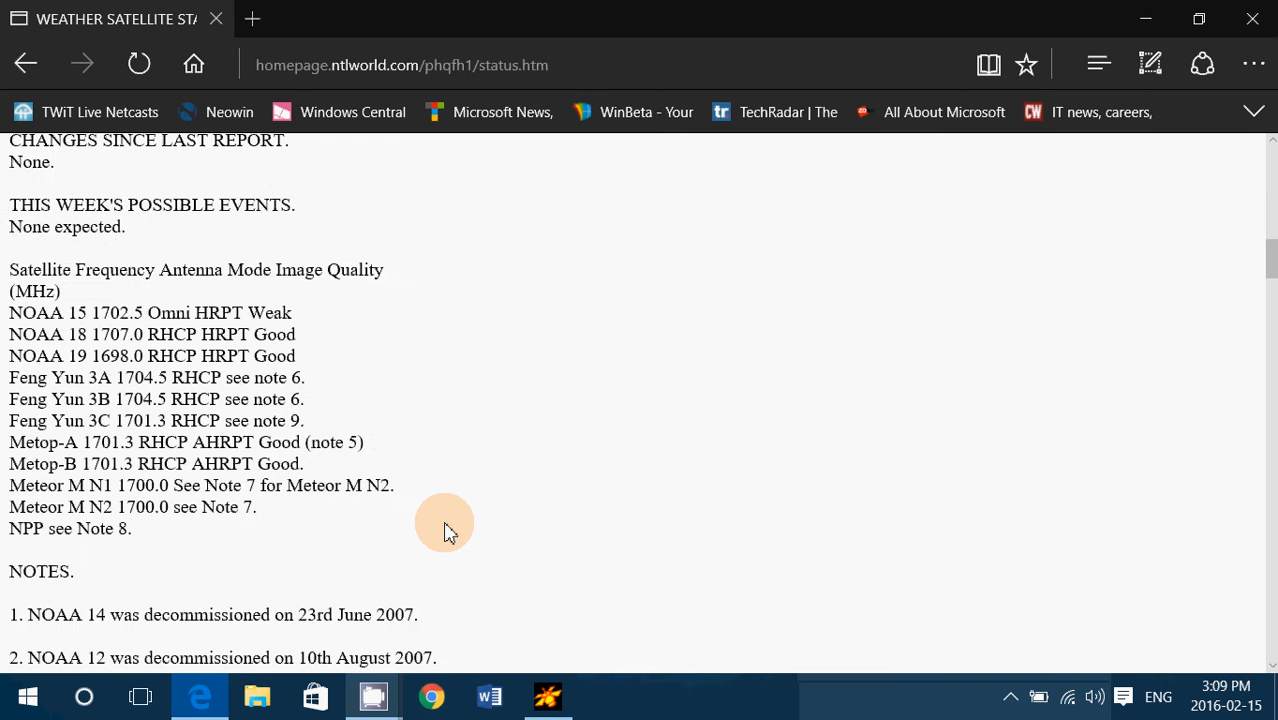 WEATHER SATELLITE STA
homepage.ntlworld.com/phqfh1/status.htm
TWiT Live Netcasts
Neowin
Windows Central
Microsoft News,
WinBeta - Your
tr TechRadar | The
All About Microsoft
CW IT news, careers,
CHANGES SINCE LAST REPORT.
None.
THIS WEEK'S POSSIBLE EVENTS.
None expected.
Satellite Frequency Antenna Mode Image Quality
(MHz)
NOAA 15 1702.5 Omni HRPT Weak
NOAA 18 1707.0 RHCP HRPT Good
NOAA 19 1698.0 RHCP HRPT Good
Feng Yun 3A 1704.5 RHCP see note 6.
Feng Yun 3B 1704.5 RHCP see note 6.
Feng Yun 3C 1701.3 RHCP see note 9.
Metop-A 1701.3 RHCP AHRPT Good (note 5)
Metop-B 1701.3 RHCP AHRPT Good.
Meteor M N1 1700.0 See Note 7 for Meteor M N2.
Meteor M N2 1700.0 see Note 7.
NPP see Note 8.
NOTES.
1. NOAA 14 was decommissioned on 23rd June 2007.
2. NOAA 12 was decommissioned on 10th August 2007.
ENG
3:09 PM
2016-02-15